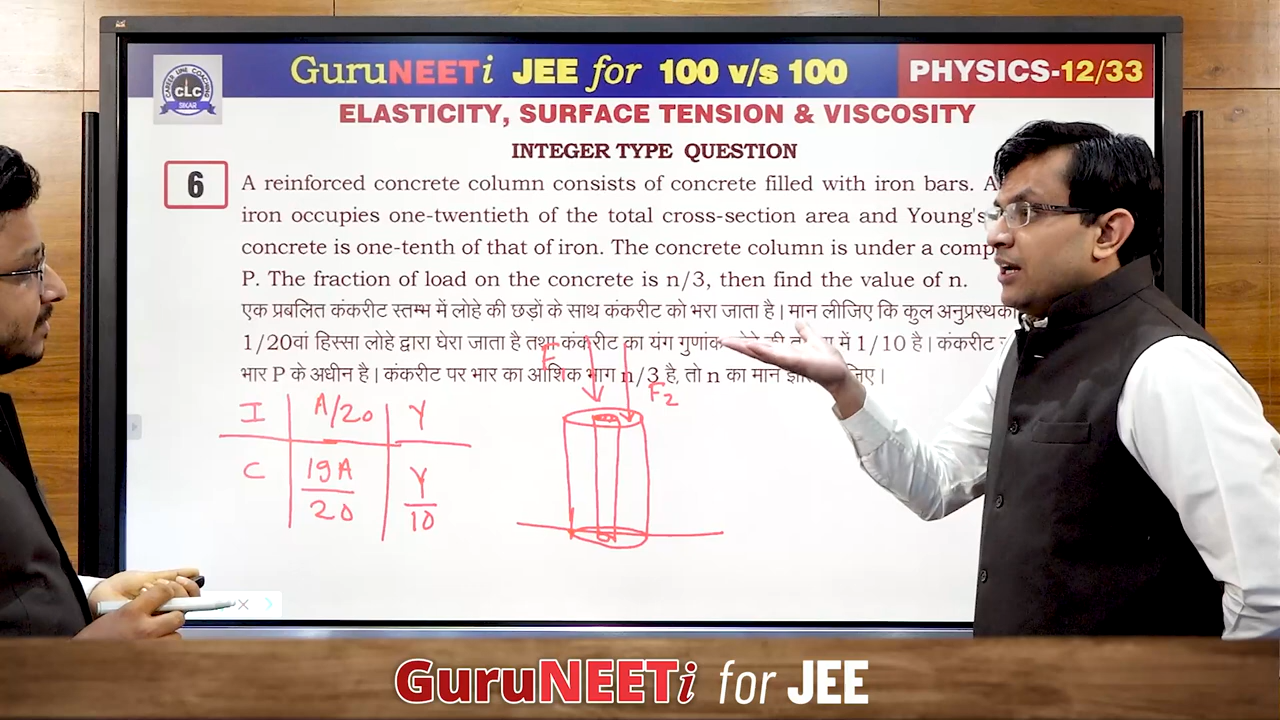 GuruNEETi JEE for 100 v/s 100
PHYSICS-12/33
CLC
SIKAR
ELASTICITY, SURFACE TENSION & VISCOSITY
INTEGER TYPE QUESTION
6
A reinforced concrete column consists of concrete filled with iron bars. A
iron occupies one-twentieth of the total cross-section area and Young's
concrete is one-tenth of that of iron. The concrete column is under a comp
P. The fraction of load on the concrete is n/3, then find the value of n.
एक प्रबलित कंकरीट स्तम्भ में लोहे की छड़ों के साथ कंकरीट को भरा जाता है। मान लीजिए कि कुल अनुप्रस्थका
1/20वां हिस्सा लोहे द्वारा घेरा जाता है तथा कंकरीट का यंग गुणांक में 1/10 है। कंकरीट
भार P के अधीन है। कंकरीट पर भार का आंशिक भाग n/3 है, तो n का मान
F1
F2
I A/20 Y
C 19A/20 Y/10
GuruNEETi for JEE